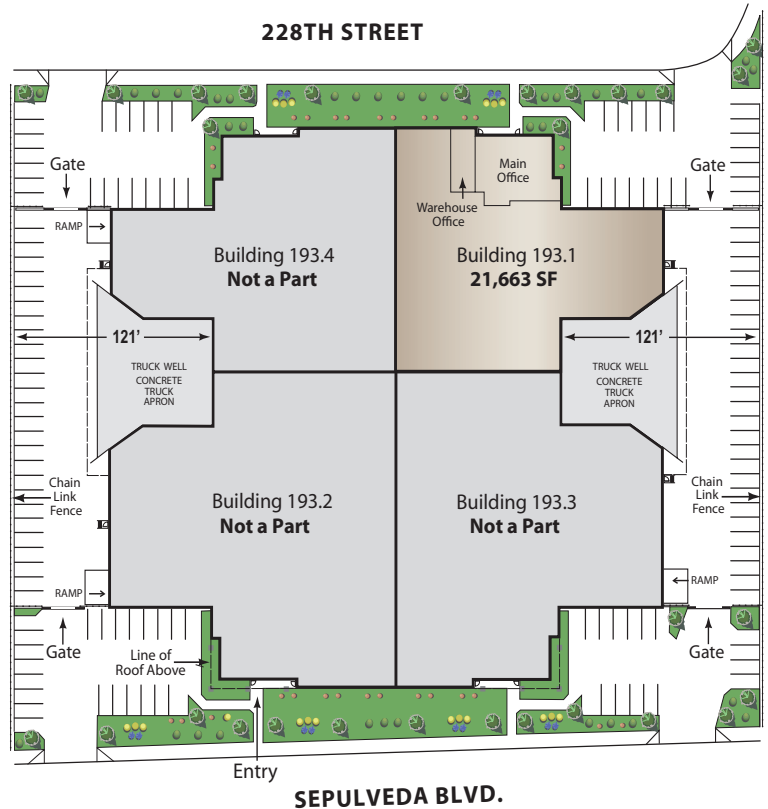 228TH STREET
Gate
Main
Office
Gate
Warehouse
Office
RAMP
Building 193.4
Not a Part
Building 193.1
21,663 SF
121'
121'
TRUCK WELL
CONCRETE
TRUCK
APRON
TRUCK WELL
CONCRETE
TRUCK
APRON
Chain
Link
Fence
Building 193.2
Not a Part
Building 193.3
Not a Part
Chain
Link
Fence
RAMP
RAMP
Gate
Line of
Roof Above
Gate
Entry
SEPULVEDA BLVD.